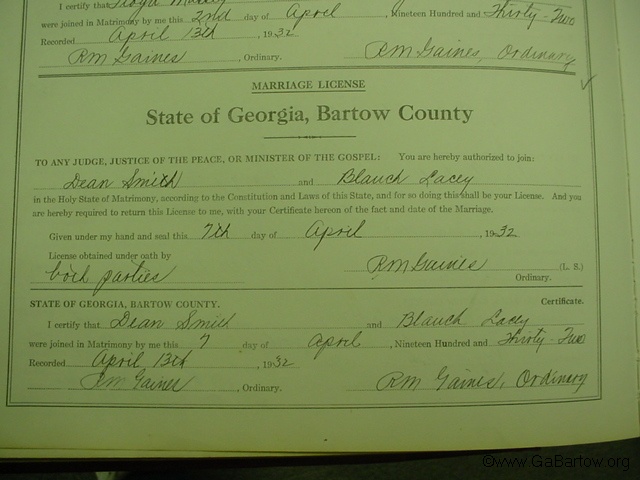 I certify that Floyd
were joined in Matrimony by me this 2nd day of April , Nineteen Hundred and Thirty-Two
Recorded April 13th , 1932
RM Gaines , Ordinary. RM Gaines, Ordinary
MARRIAGE LICENSE
State of Georgia, Bartow County
TO ANY JUDGE, JUSTICE OF THE PEACE, OR MINISTER OF THE GOSPEL: You are hereby authorized to join:
Dean Smith and Blauch Lacey
in the Holy State of Matrimony, according to the Constitution and Laws of this State, and for so doing this shall be your License. And you
are hereby required to return this License to me, with your Certificate hereon of the fact and date of the Marriage.
Given under my hand and seal this 7th day of April , 1932
License obtained under oath by
both parties RM Gaines (L. S.)
Ordinary.
STATE OF GEORGIA, BARTOW COUNTY. Certificate.
I certify that Dean Smith and Blauch Lacey
were joined in Matrimony by me this 7 day of April , Nineteen Hundred and Thirty-Two
Recorded April 13th , 1932
RM Gaines , Ordinary. RM Gaines, Ordinary
©www.GaBartow.org